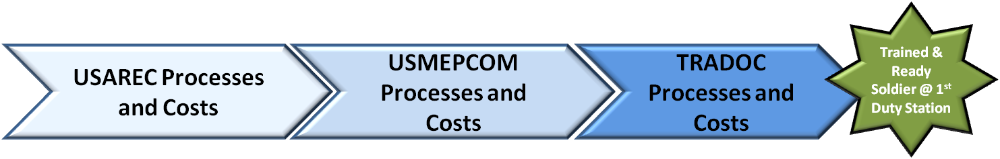 USAREC Processes
and Costs
USMEPCOM
Processes and
Costs
TRADOC
Processes and
Costs
Trained &
Ready
Soldier @ 1st
Duty Station